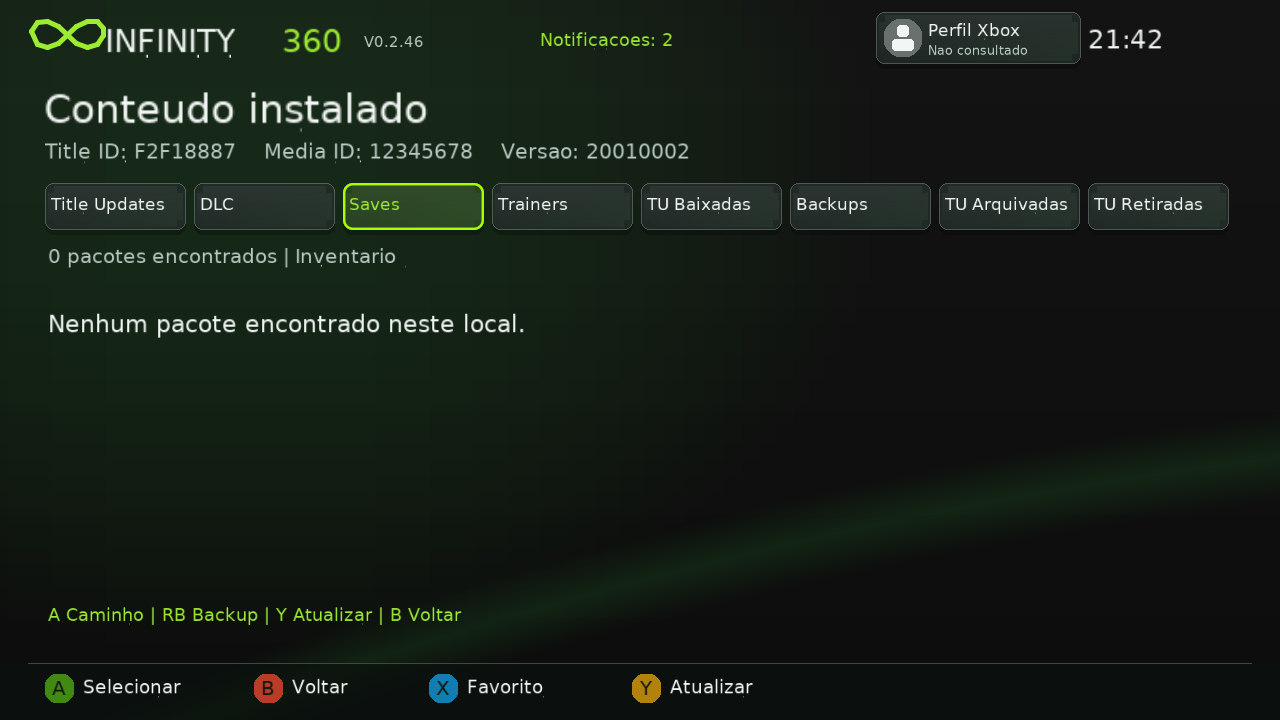 INFINITY 360 V0.2.46 Notificacoes: 2 Perfil Xbox 21:42
Nao consultado
Conteudo instalado
Title ID: F2F18887 Media ID: 12345678 Versao: 20010002
Title Updates DLC Saves Trainers TU Baixadas Backups TU Arquivadas TU Retiradas
0 pacotes encontrados | Inventario
Nenhum pacote encontrado neste local.
A Caminho | RB Backup | Y Atualizar | B Voltar
A Selecionar B Voltar X Favorito Y Atualizar